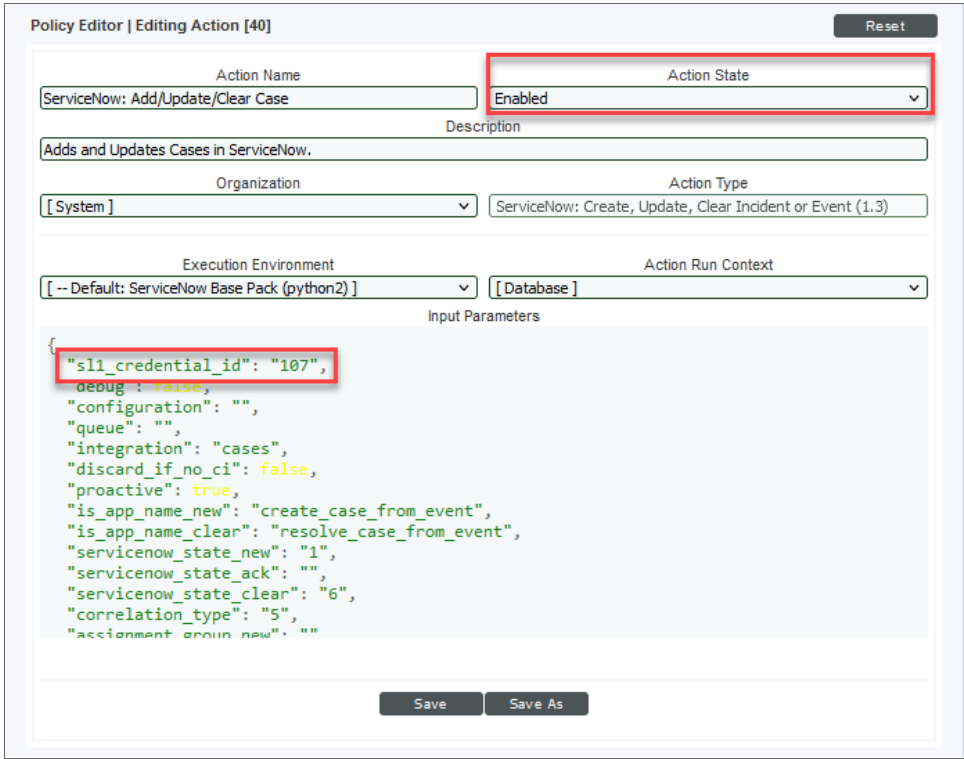 Policy Editor | Editing Action [40]
Reset
Action Name
Action State
ServiceNow: Add/Update/Clear Case
Enabled
Description
Adds and Updates Cases in ServiceNow.
Organization
Action Type
[ System ]
ServiceNow: Create, Update, Clear Incident or Event (1.3)
Execution Environment
Action Run Context
[ -- Default: ServiceNow Base Pack (python2) ]
[ Database ]
Input Parameters
{
"sl1_credential_id": "107",
"debug": false,
"configuration": "",
"queue": "",
"integration": "cases",
"discard_if_no_ci": false,
"proactive": true,
"is_app_name_new": "create_case_from_event",
"is_app_name_clear": "resolve_case_from_event",
"servicenow_state_new": "1",
"servicenow_state_ack": "",
"servicenow_state_clear": "6",
"correlation_type": "5",
"assignment_group_new": ""
Save
Save As